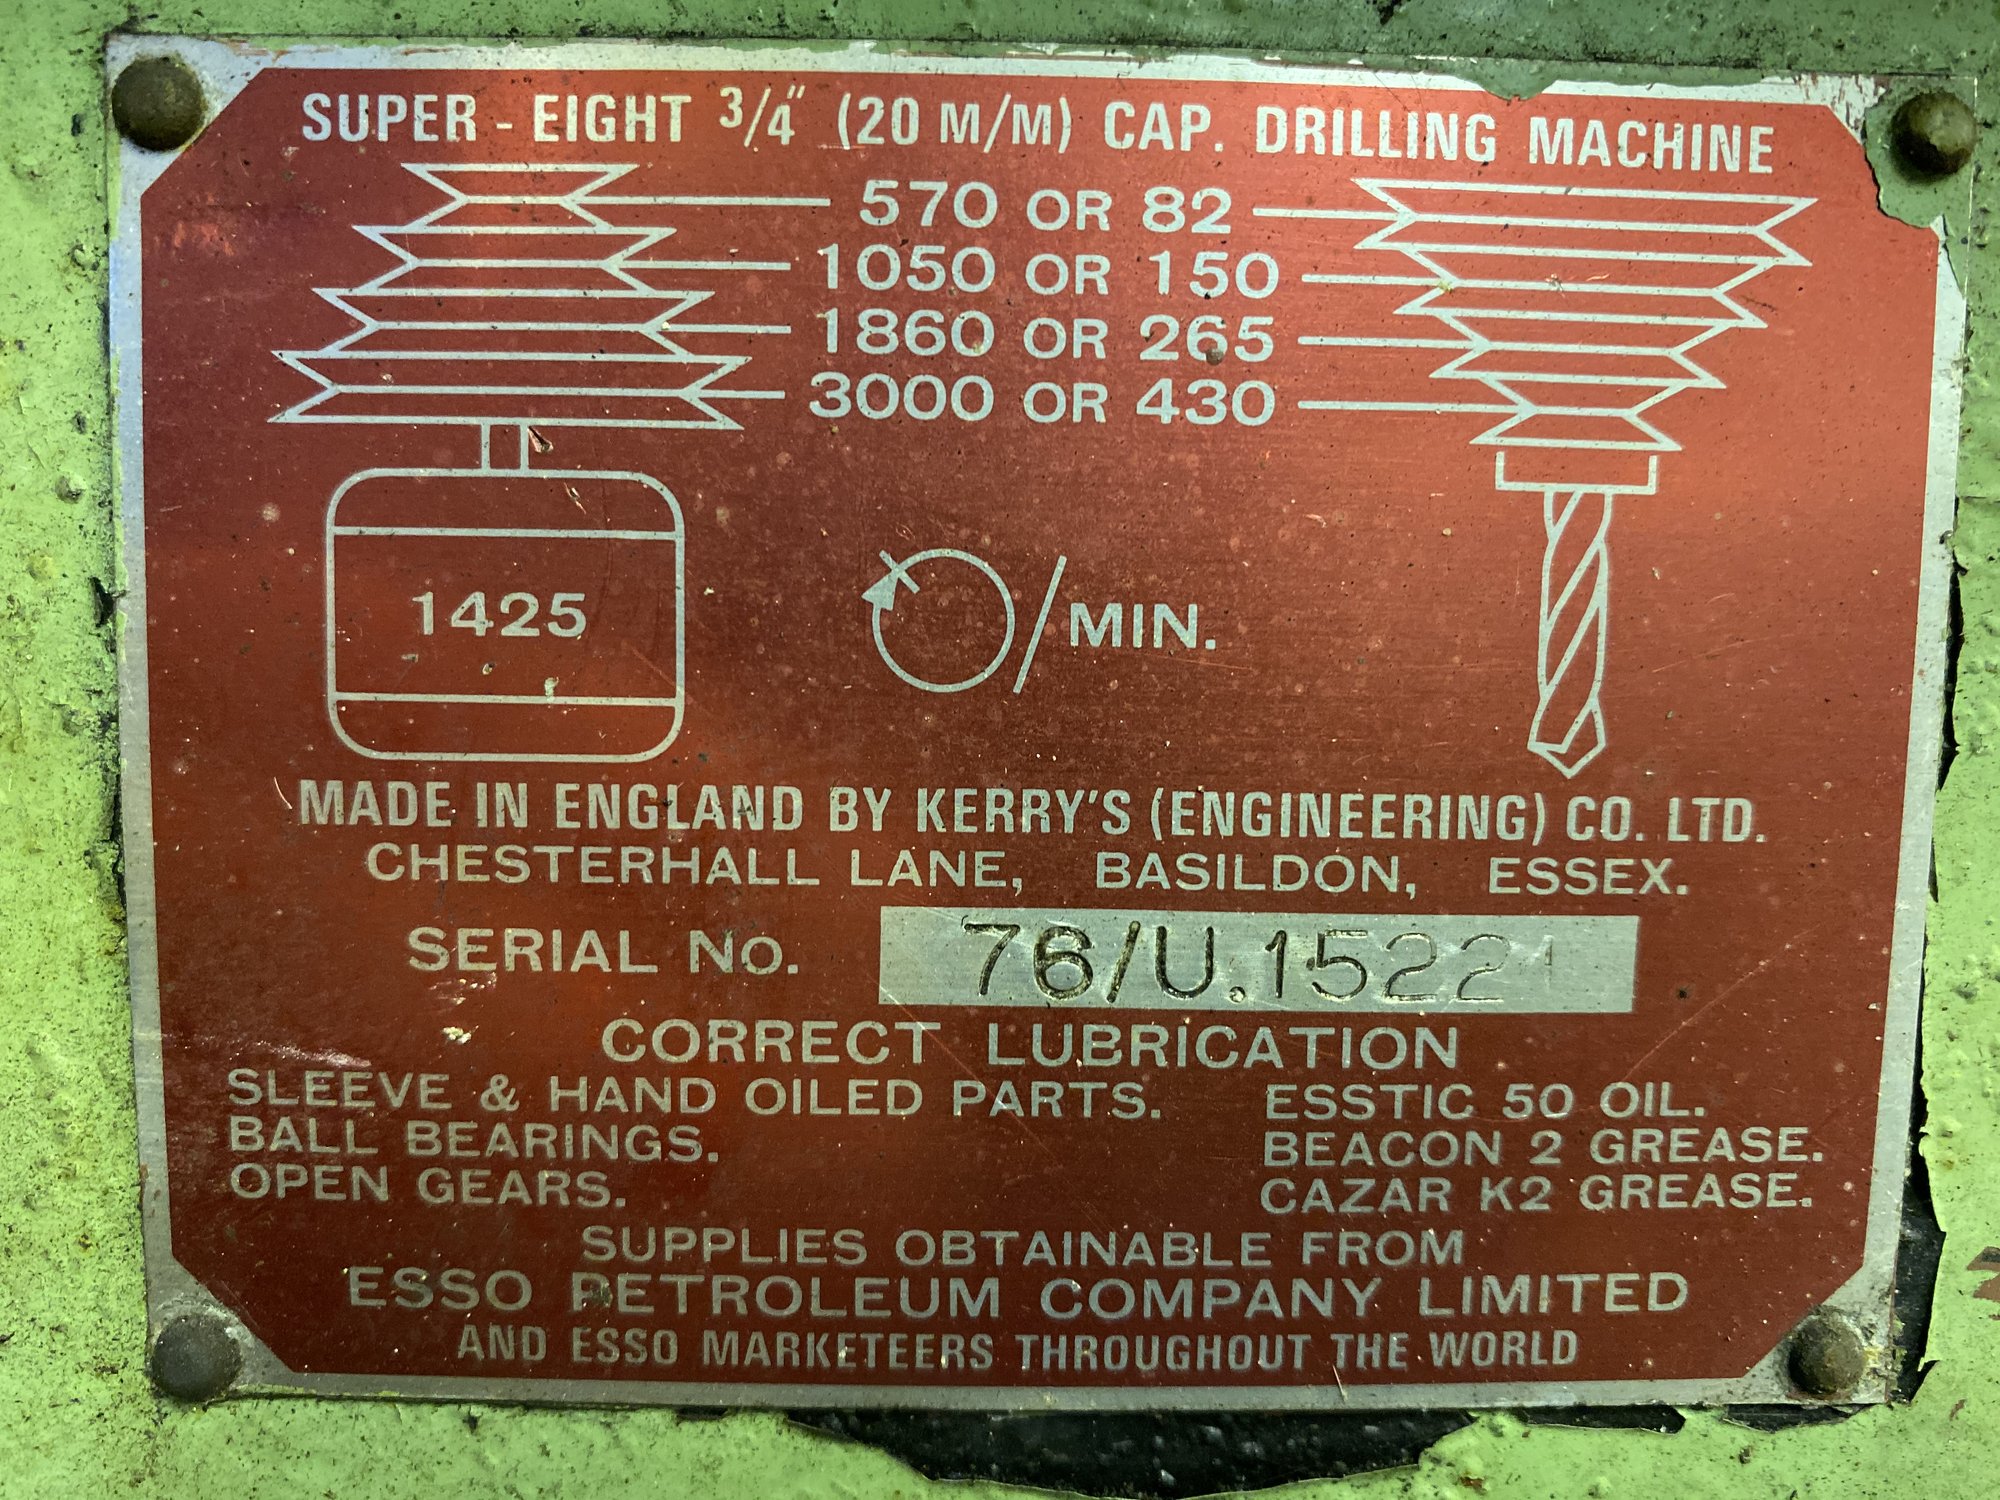 SUPER - EIGHT 3/4" (20 M/M) CAP. DRILLING MACHINE
570 OR 82
1050 OR 150
1860 OR 265
3000 OR 430
1425
/MIN.
MADE IN ENGLAND BY KERRY'S (ENGINEERING) CO. LTD.
CHESTERHALL LANE, BASILDON, ESSEX.
SERIAL No. 76/U.15221
CORRECT LUBRICATION
SLEEVE & HAND OILED PARTS. ESSTIC 50 OIL.
BALL BEARINGS. BEACON 2 GREASE.
OPEN GEARS. CAZAR K2 GREASE.
SUPPLIES OBTAINABLE FROM
ESSO PETROLEUM COMPANY LIMITED
AND ESSO MARKETEERS THROUGHOUT THE WORLD